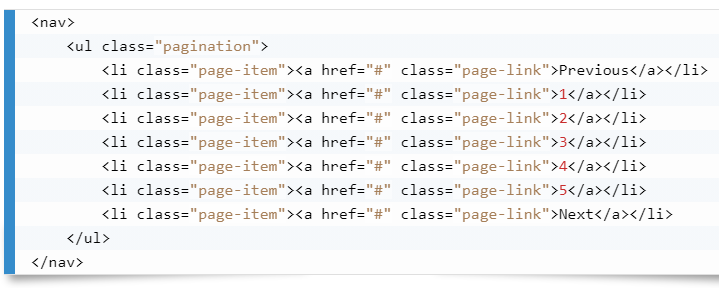 <nav>
    <ul class="pagination">
        <li class="page-item"><a href="#" class="page-link">Previous</a></li>
        <li class="page-item"><a href="#" class="page-link">1</a></li>
        <li class="page-item"><a href="#" class="page-link">2</a></li>
        <li class="page-item"><a href="#" class="page-link">3</a></li>
        <li class="page-item"><a href="#" class="page-link">4</a></li>
        <li class="page-item"><a href="#" class="page-link">5</a></li>
        <li class="page-item"><a href="#" class="page-link">Next</a></li>
    </ul>
</nav>